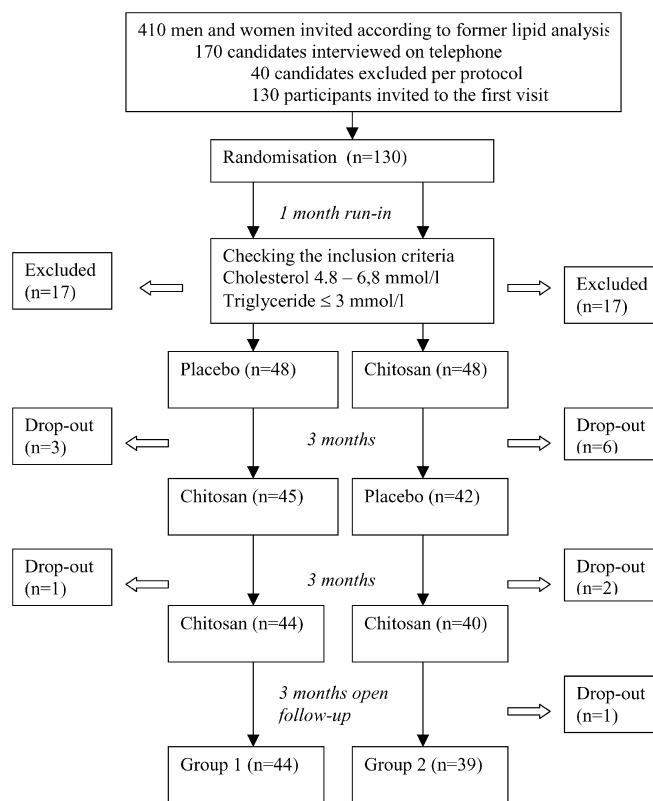 410 men and women invited according to former lipid analysis
170 candidates interviewed on telephone
40 candidates excluded per protocol
130 participants invited to the first visit
Randomisation (n=130)
1 month run-in
Checking the inclusion criteria
Cholesterol 4.8 – 6,8 mmol/l
Triglyceride ≤ 3 mmol/l
Excluded
(n=17)
Excluded
(n=17)
Placebo (n=48)
Chitosan (n=48)
Drop-out
(n=3)
3 months
Drop-out
(n=6)
Chitosan (n=45)
Placebo (n=42)
Drop-out
(n=1)
3 months
Drop-out
(n=2)
Chitosan (n=44)
Chitosan (n=40)
3 months open
follow-up
Drop-out
(n=1)
Group 1 (n=44)
Group 2 (n=39)